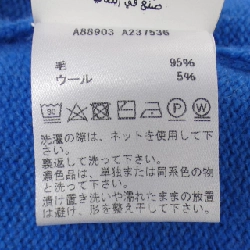 صنع في
A88903 A237536
毛 95%
ウール 5%
洗濯の際は、ネットを使用して下さい。
裏返して洗って下さい。
濃色品は、単独または同系色の物と洗って下さい。
漬け置き洗いや濡れたままの放置は避け、形を整え干して下さい。